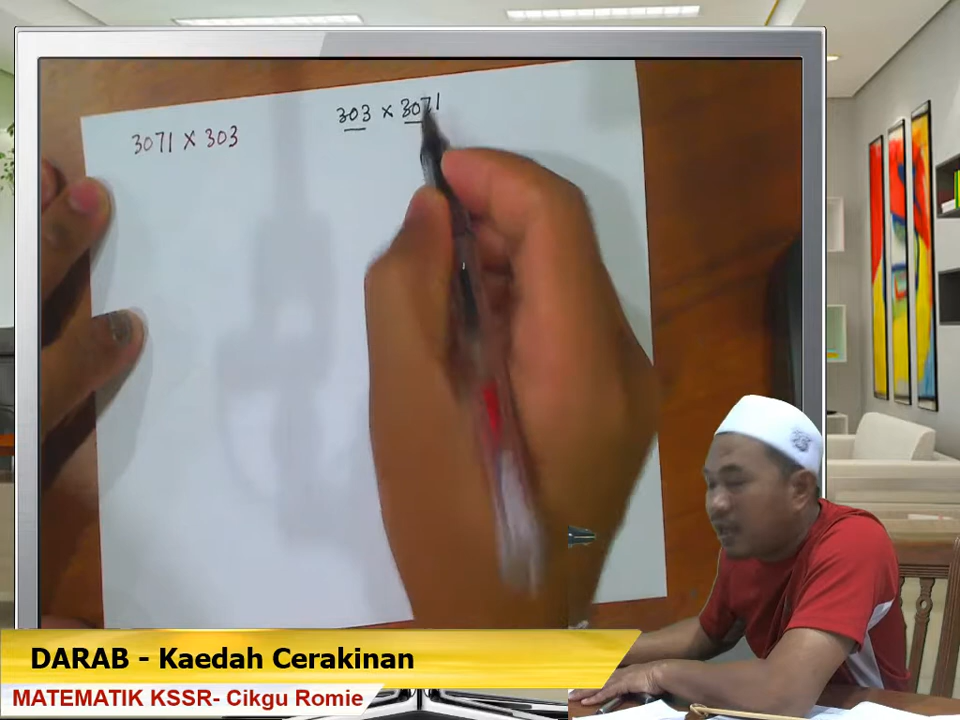 303 × 3071
3071 × 303
DARAB - Kaedah Cerakinan
MATEMATIK KSSR- Cikgu Romie